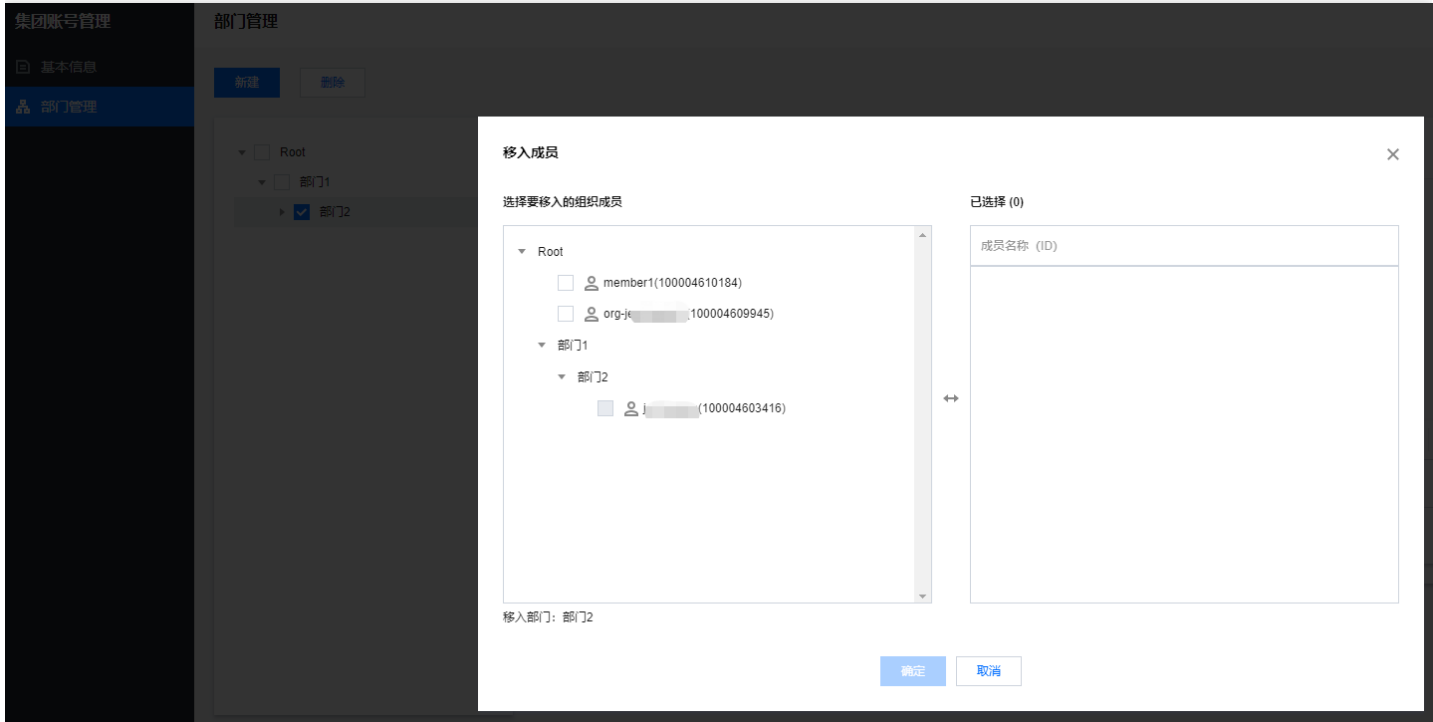 集团账号管理
部门管理
基本信息
部门管理
新建
删除
Root
部门1
部门2
移入成员
选择要移入的组织成员
已选择 (0)
Root
member1(100004610184)
org-je (100004609945)
部门1
部门2
j (100004603416)
成员名称 (ID)
移入部门：部门2
确定
取消